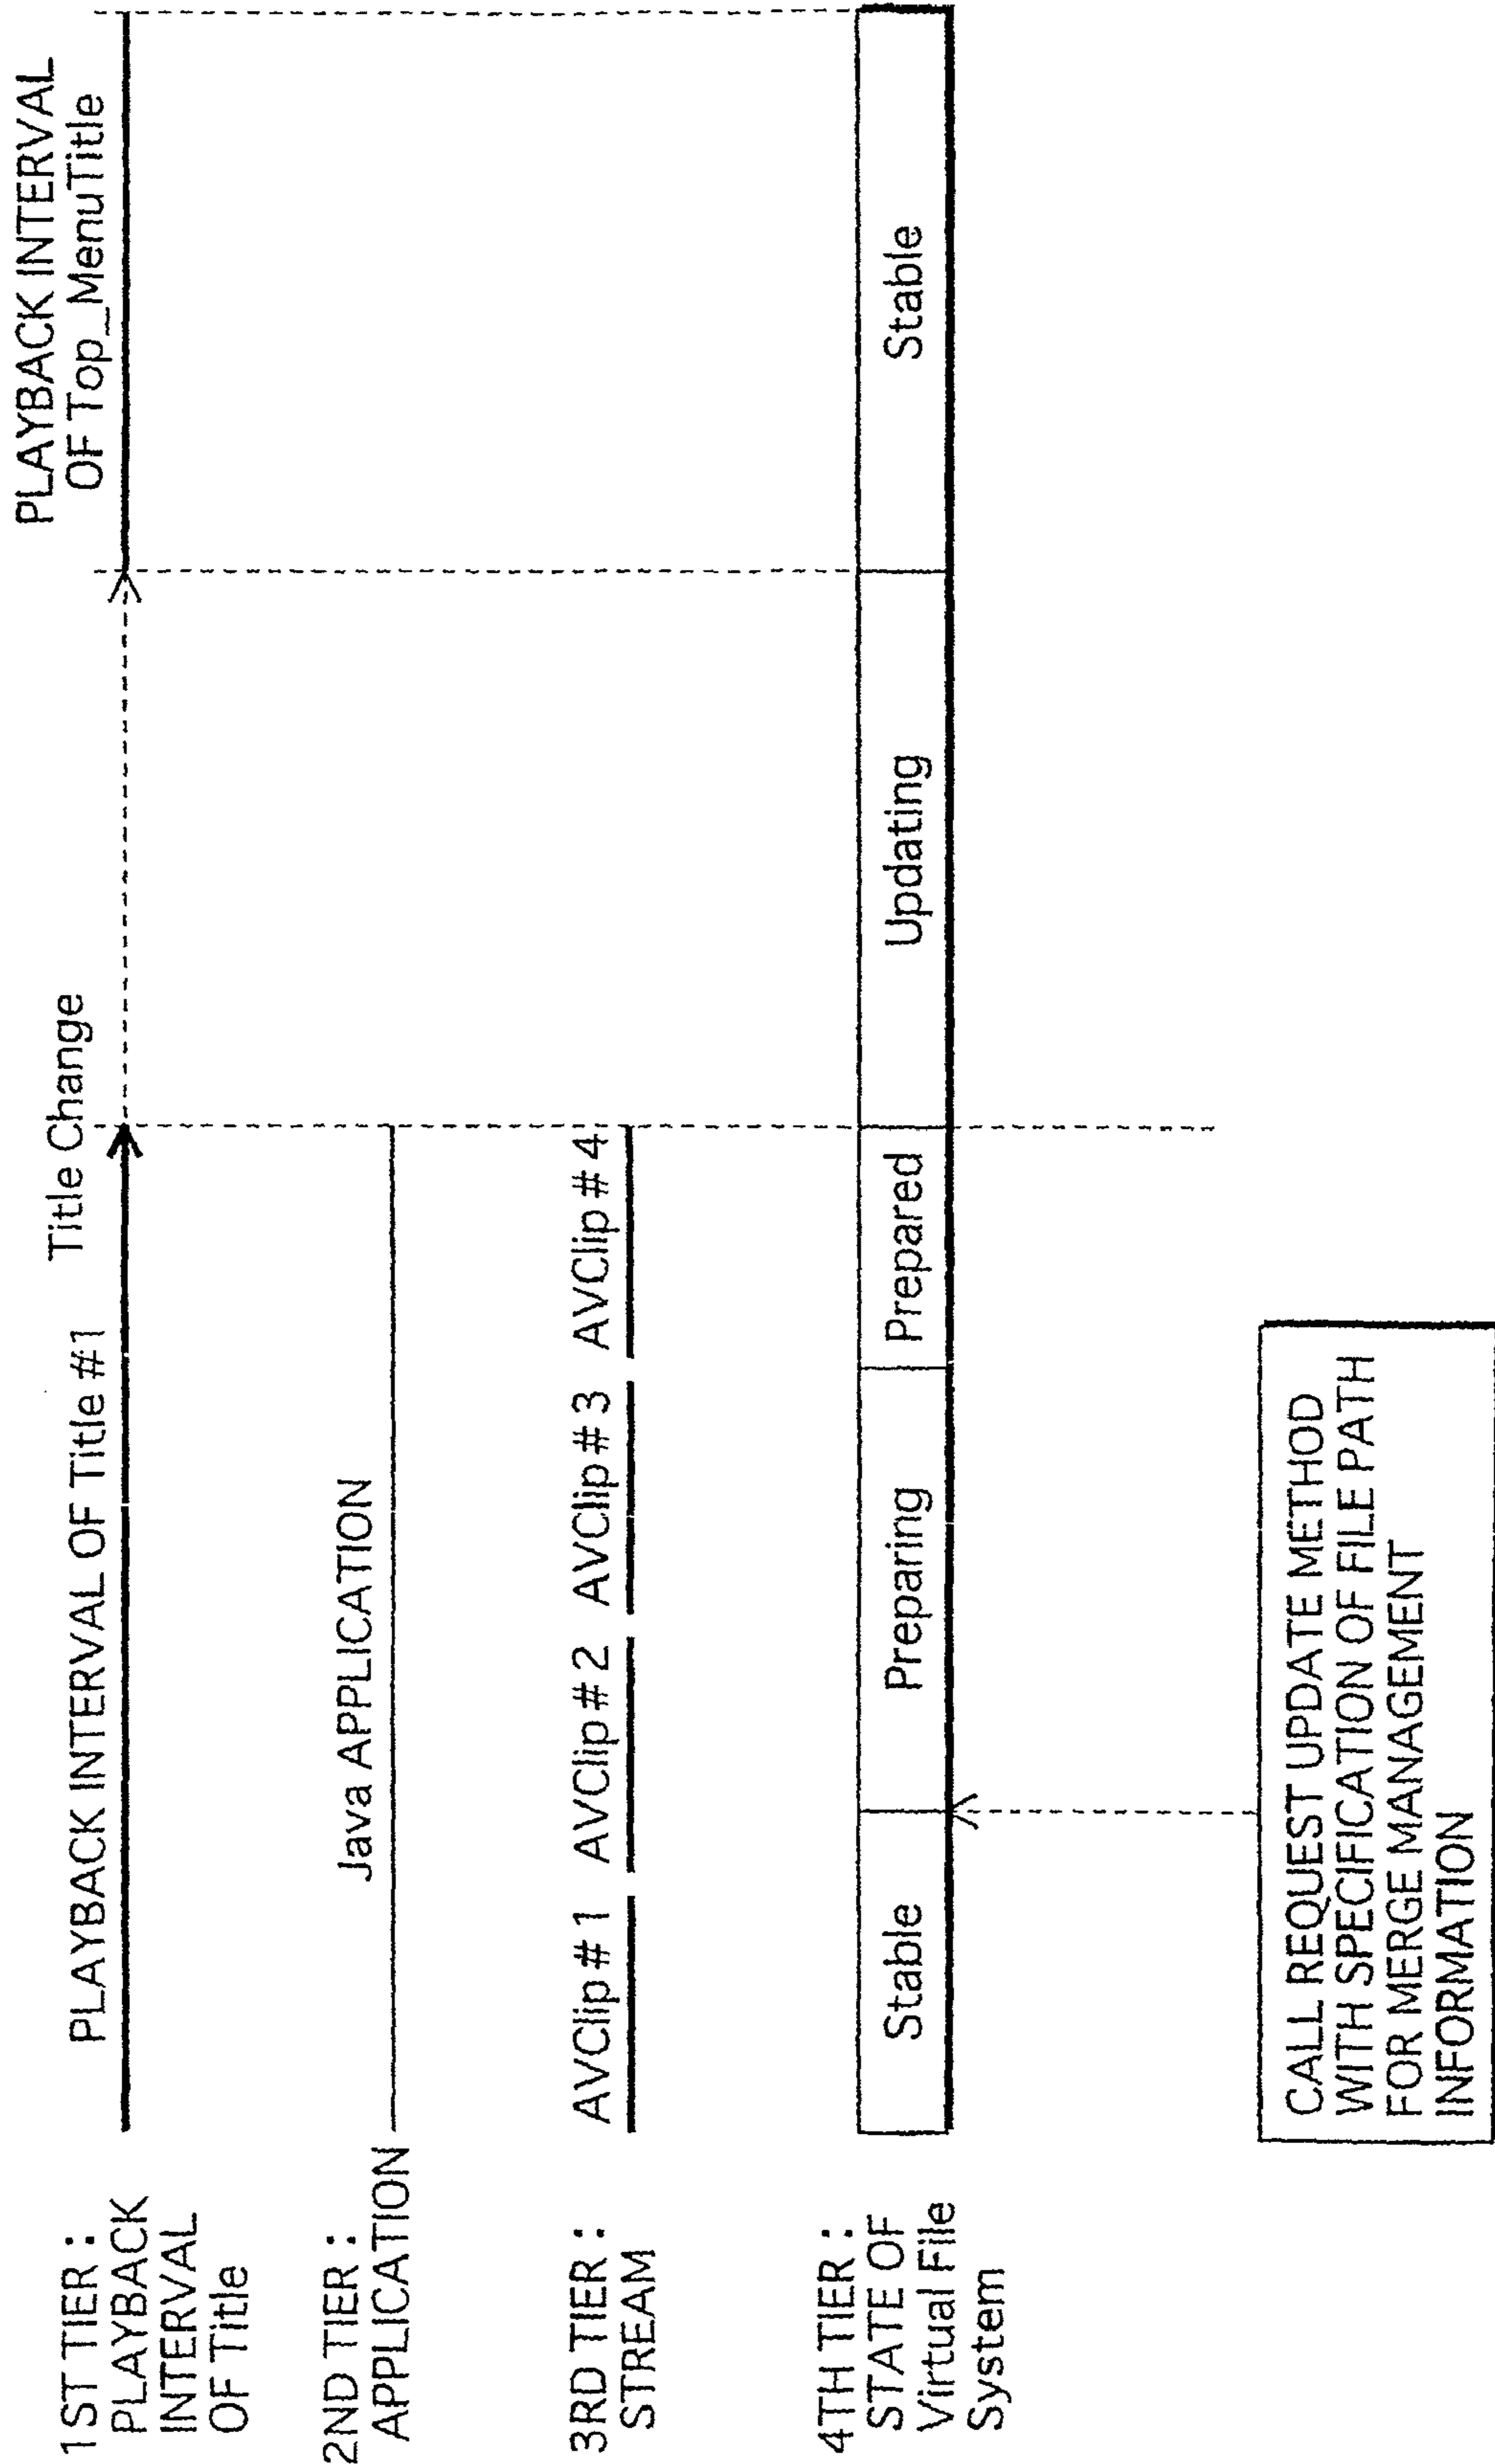 1ST TIER :
PLAYBACK
INTERVAL
OF Title
PLAYBACK INTERVAL OF Title #1
Title Change
PLAYBACK INTERVAL
OF Top_MenuTitle
2ND TIER :
APPLICATION
Java APPLICATION
3RD TIER :
STREAM
AVClip # 1 AVClip # 2 AVClip # 3 AVClip # 4
4TH TIER :
STATE OF
Virtual File
System
Stable Preparing Prepared Updating Stable
CALL REQUEST UPDATE METHOD
WITH SPECIFICATION OF FILE PATH
FOR MERGE MANAGEMENT
INFORMATION